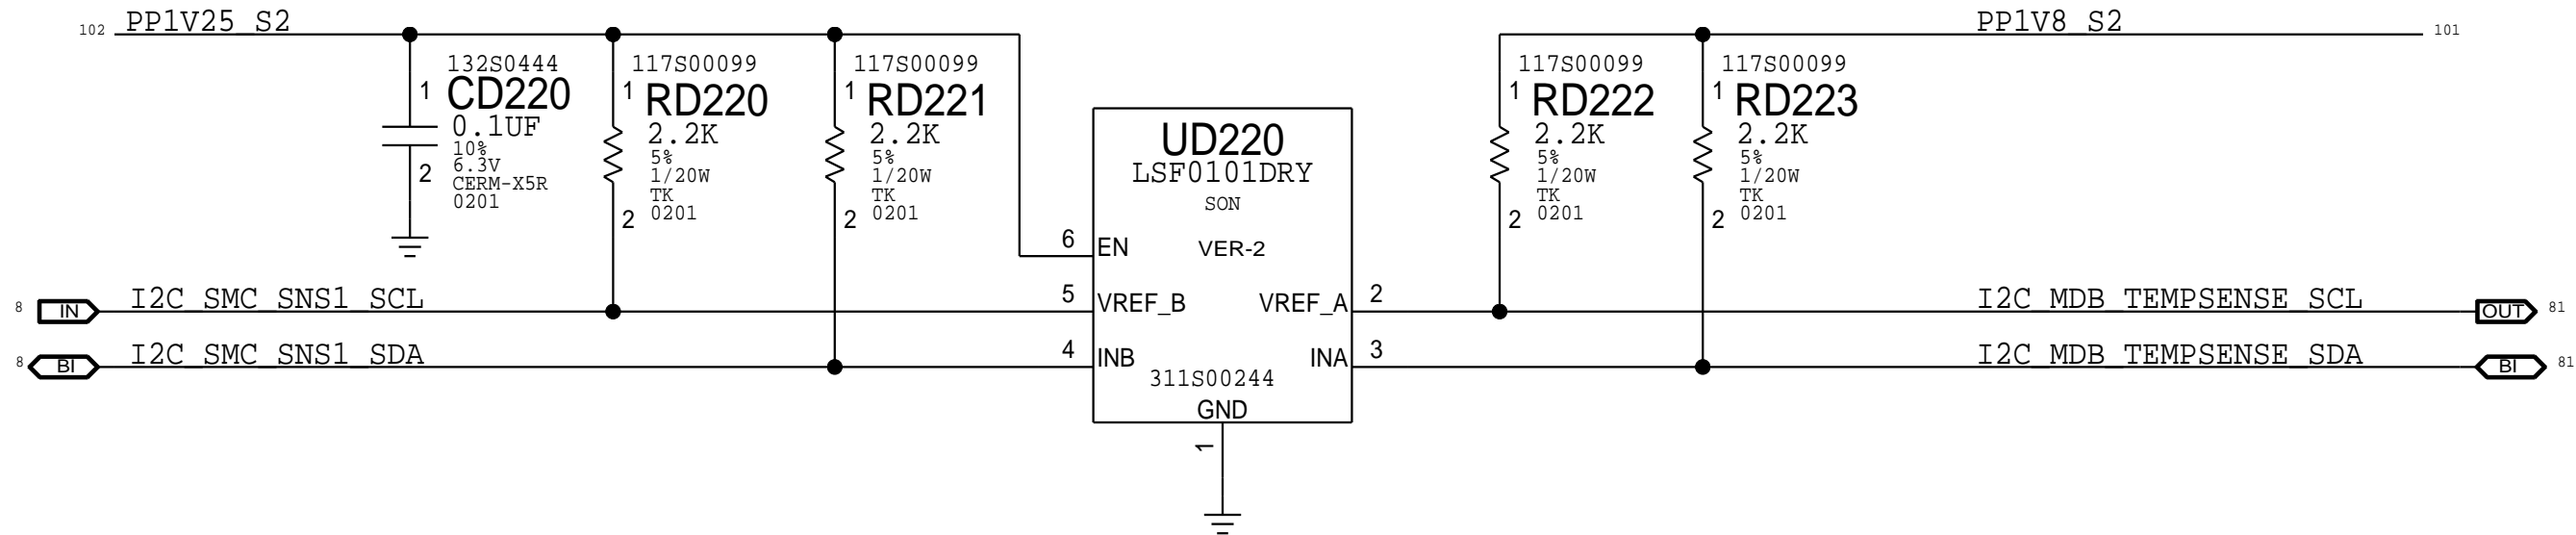 102 PP1V25_S2
PP1V8_S2 101
132S0444
1 CD220
0.1UF
10%
6.3V
2 CERM-X5R
0201
117S00099
1 RD220
2.2K
5%
1/20W
TK
2 0201
117S00099
1 RD221
2.2K
5%
1/20W
TK
2 0201
UD220
LSF0101DRY
SON
VER-2
6 EN
5 VREF_B
VREF_A 2
4 INB
INA 3
311S00244
GND
1
117S00099
1 RD222
2.2K
5%
1/20W
TK
2 0201
117S00099
1 RD223
2.2K
5%
1/20W
TK
2 0201
8 IN I2C_SMC_SNS1_SCL
I2C_MDB_TEMPSENSE_SCL OUT 81
8 BI I2C_SMC_SNS1_SDA
I2C_MDB_TEMPSENSE_SDA BI 81